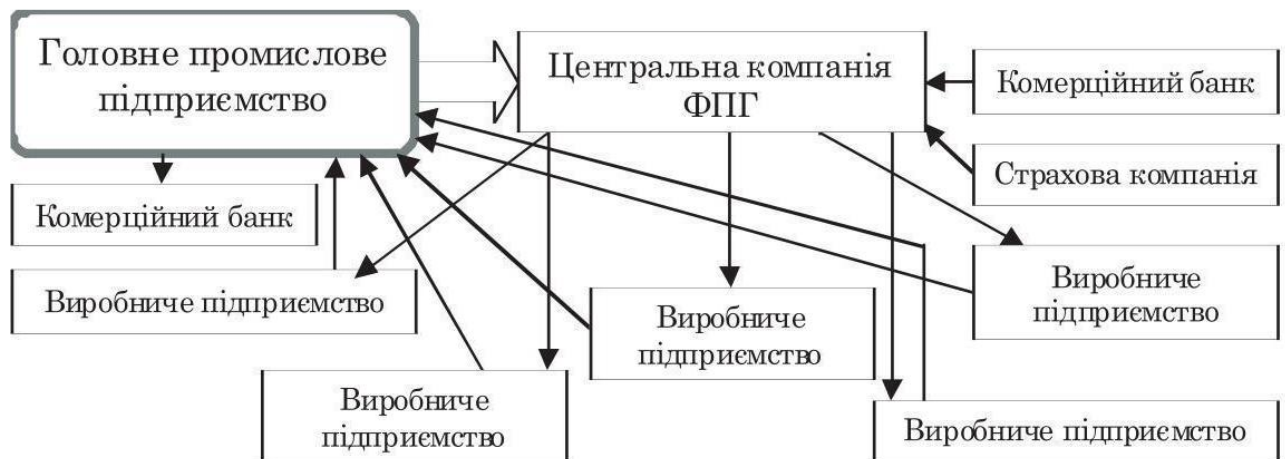 Головне промислове
підприємство
Центральна компанія
ФПГ
Комерційний банк
Страхова компанія
Комерційний банк
Виробниче підприємство
Виробниче
підприємство
Виробниче
підприємство
Виробниче
підприємство
Виробниче підприємство